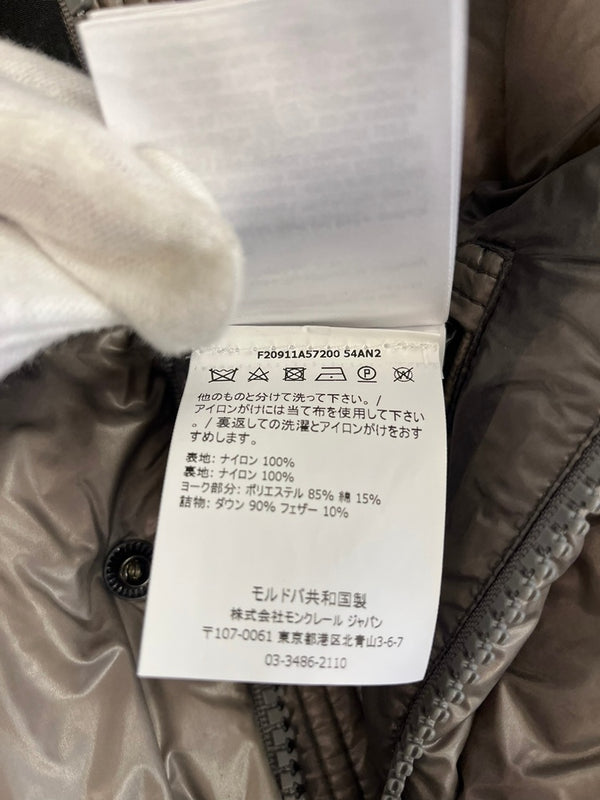 F20911A57200 54AN2
P
他のものと分けて洗って下さい。/
アイロンがけには当て布を使用して下さい
。/ 裏返しての洗濯とアイロンがけをおす
すめします。
表地: ナイロン 100%
裏地: ナイロン 100%
ヨーク部分: ポリエステル 85% 綿 15%
詰物: ダウン 90% フェザー 10%
モルドバ共和国製
株式会社モンクレール ジャパン
〒107-0061 東京都港区北青山3-6-7
03-3486-2110